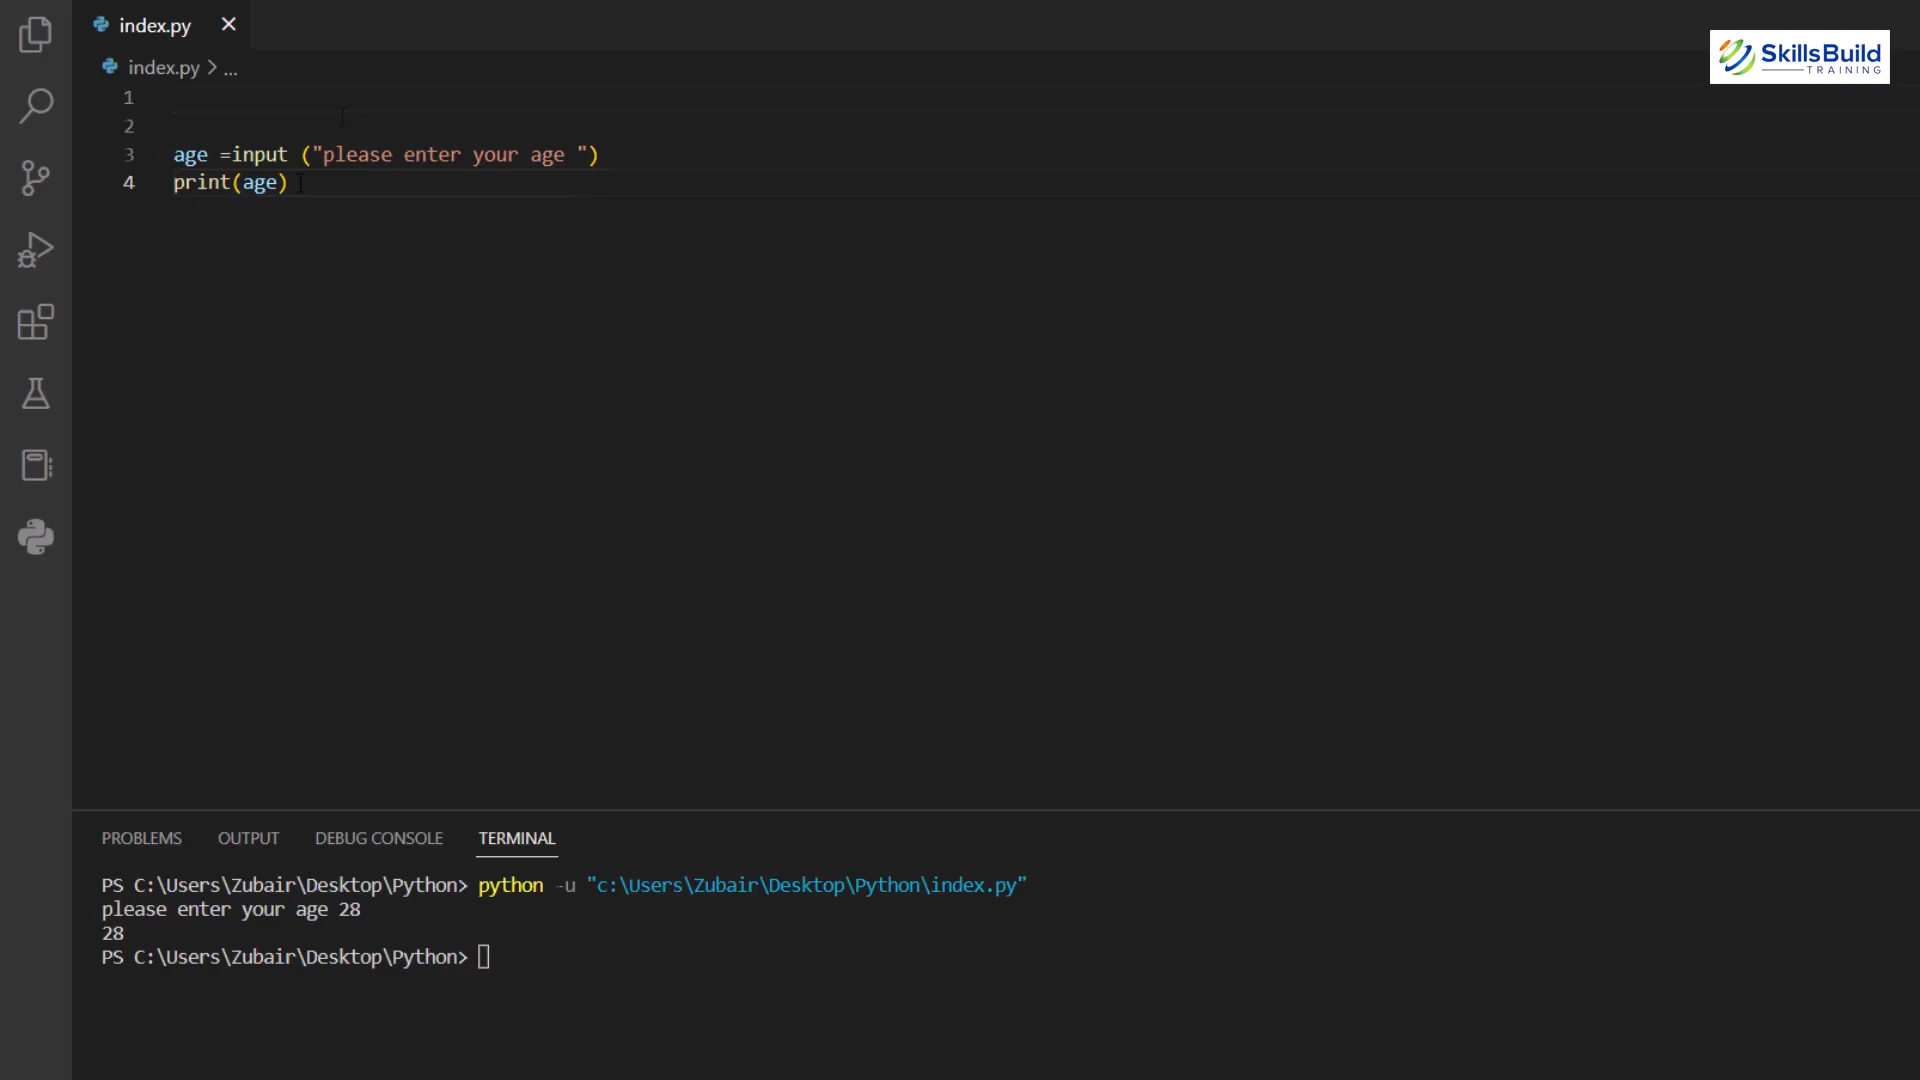 index.py
SkillsBuild
TRAINING
index.py > ...
1
2
3 age =input ("please enter your age ")
4 print(age)
PROBLEMS OUTPUT DEBUG CONSOLE TERMINAL
PS C:\Users\Zubair\Desktop\Python> python -u "c:\Users\Zubair\Desktop\Python\index.py"
please enter your age 28
28
PS C:\Users\Zubair\Desktop\Python>